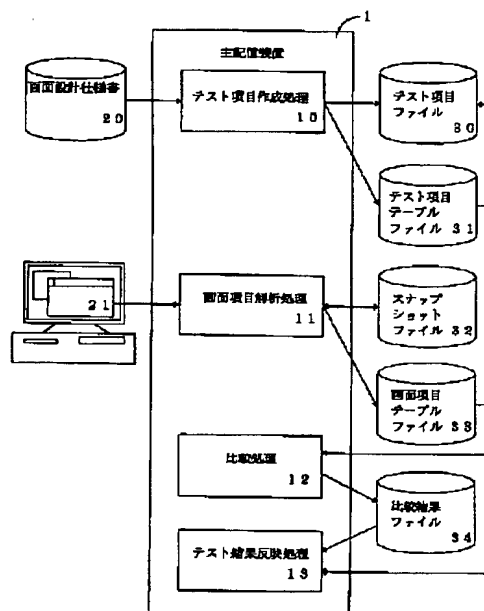 1
主記憶装置
画面設計仕様書
20
テスト項目作成処理
10
テスト項目
ファイル
30
テスト項目
テーブル
ファイル 31
21
画面項目解析処理
11
スナップ
ショット
ファイル 32
画面項目
テーブル
ファイル 33
比較処理
12
比較結果
ファイル
34
テスト結果反映処理
13